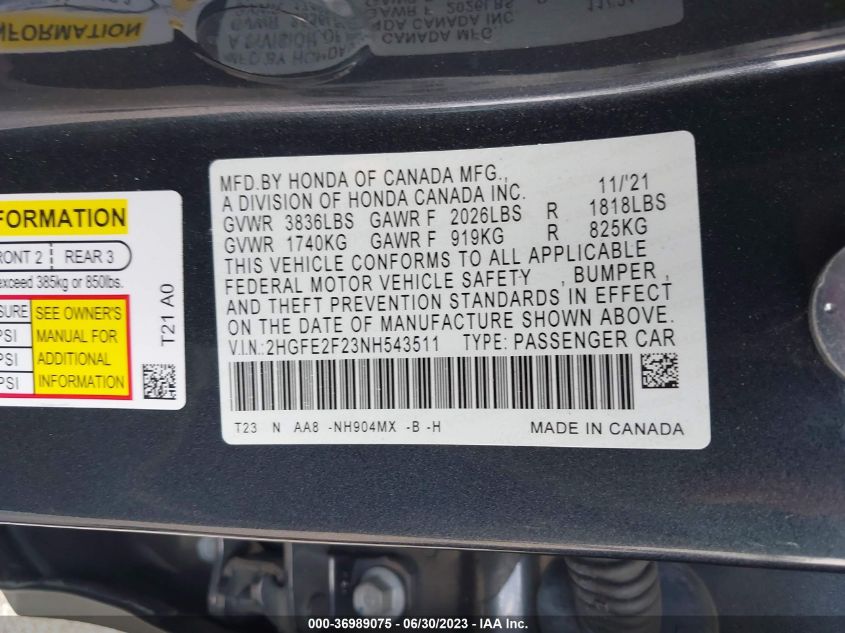 MFD.BY HONDA OF CANADA MFG.,
A DIVISION OF HONDA CANADA INC. 11/'21
GVWR 3836LBS GAWR F 2026LBS R 1818LBS
GVWR 1740KG GAWR F 919KG R 825KG
THIS VEHICLE CONFORMS TO ALL APPLICABLE
FEDERAL MOTOR VEHICLE SAFETY , BUMPER ,
AND THEFT PREVENTION STANDARDS IN EFFECT
ON THE DATE OF MANUFACTURE SHOWN ABOVE.
V.I.N.:2HGFE2F23NH543511 TYPE: PASSENGER CAR
T23 N AA8 -NH904MX -B -H MADE IN CANADA
FORMATION
RONT 2 REAR 3
exceed 385kg or 850lbs.
SURE SEE OWNER'S
PSI MANUAL FOR
PSI ADDITIONAL
PSI INFORMATION
T21 A0
000-36989075 - 06/30/2023 - IAA Inc.